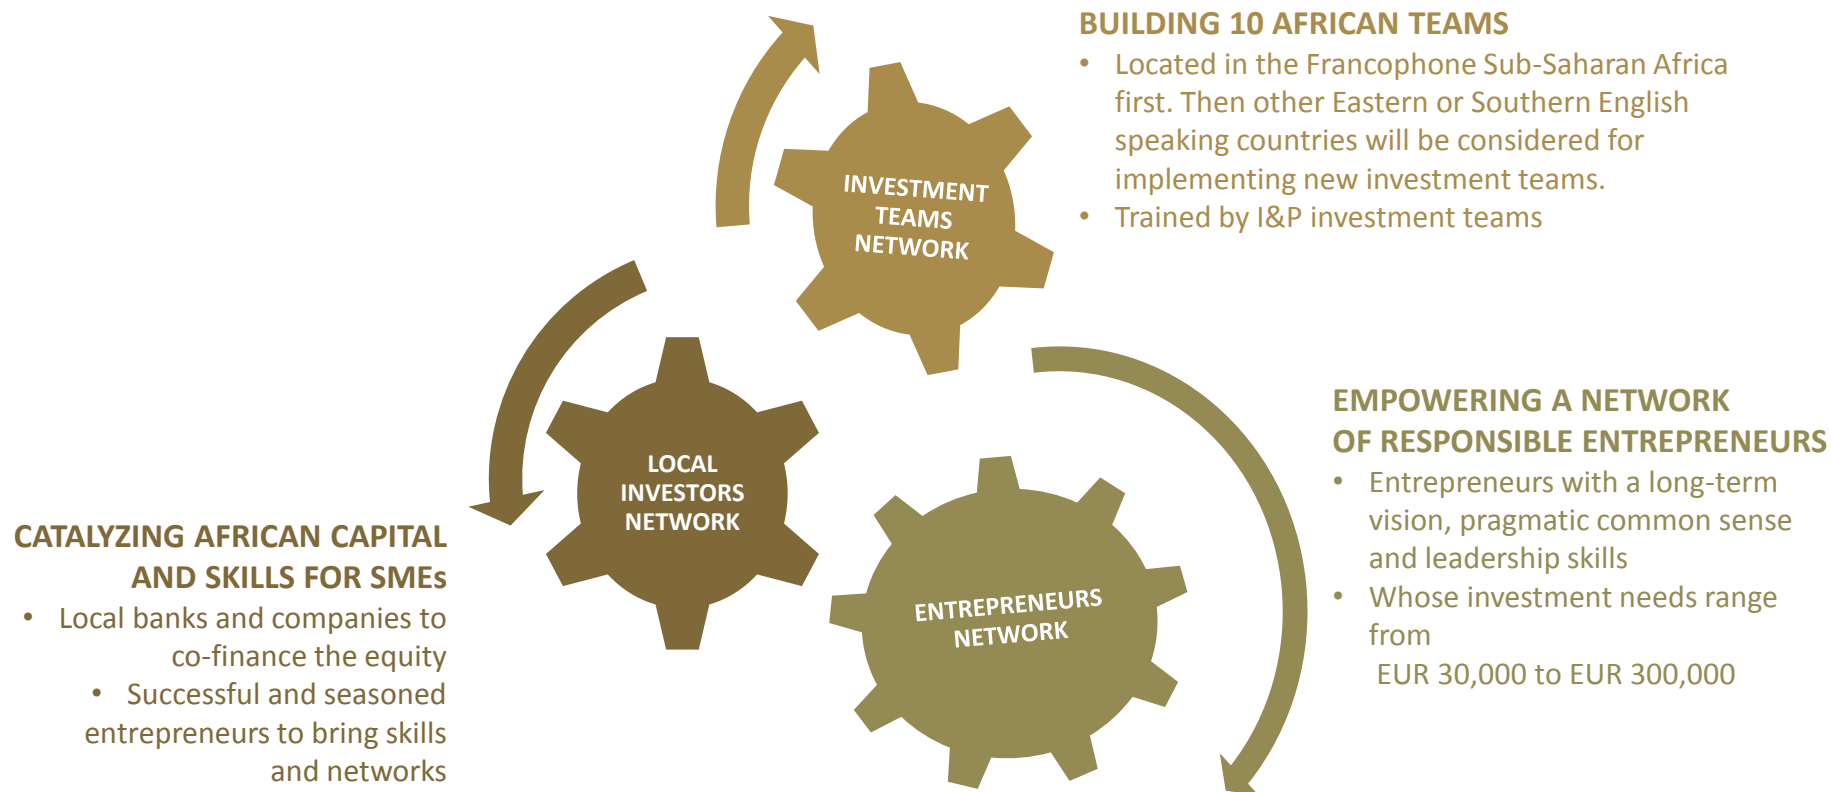 BUILDING 10 AFRICAN TEAMS
• Located in the Francophone Sub-Saharan Africa
first. Then other Eastern or Southern English
speaking countries will be considered for
implementing new investment teams.
• Trained by I&P investment teams
INVESTMENT
TEAMS
NETWORK
EMPOWERING A NETWORK
OF RESPONSIBLE ENTREPRENEURS
• Entrepreneurs with a long-term
vision, pragmatic common sense
and leadership skills
• Whose investment needs range
from
EUR 30,000 to EUR 300,000
LOCAL
INVESTORS
NETWORK
ENTREPRENEURS
NETWORK
CATALYZING AFRICAN CAPITAL
AND SKILLS FOR SMEs
• Local banks and companies to
co-finance the equity
• Successful and seasoned
entrepreneurs to bring skills
and networks